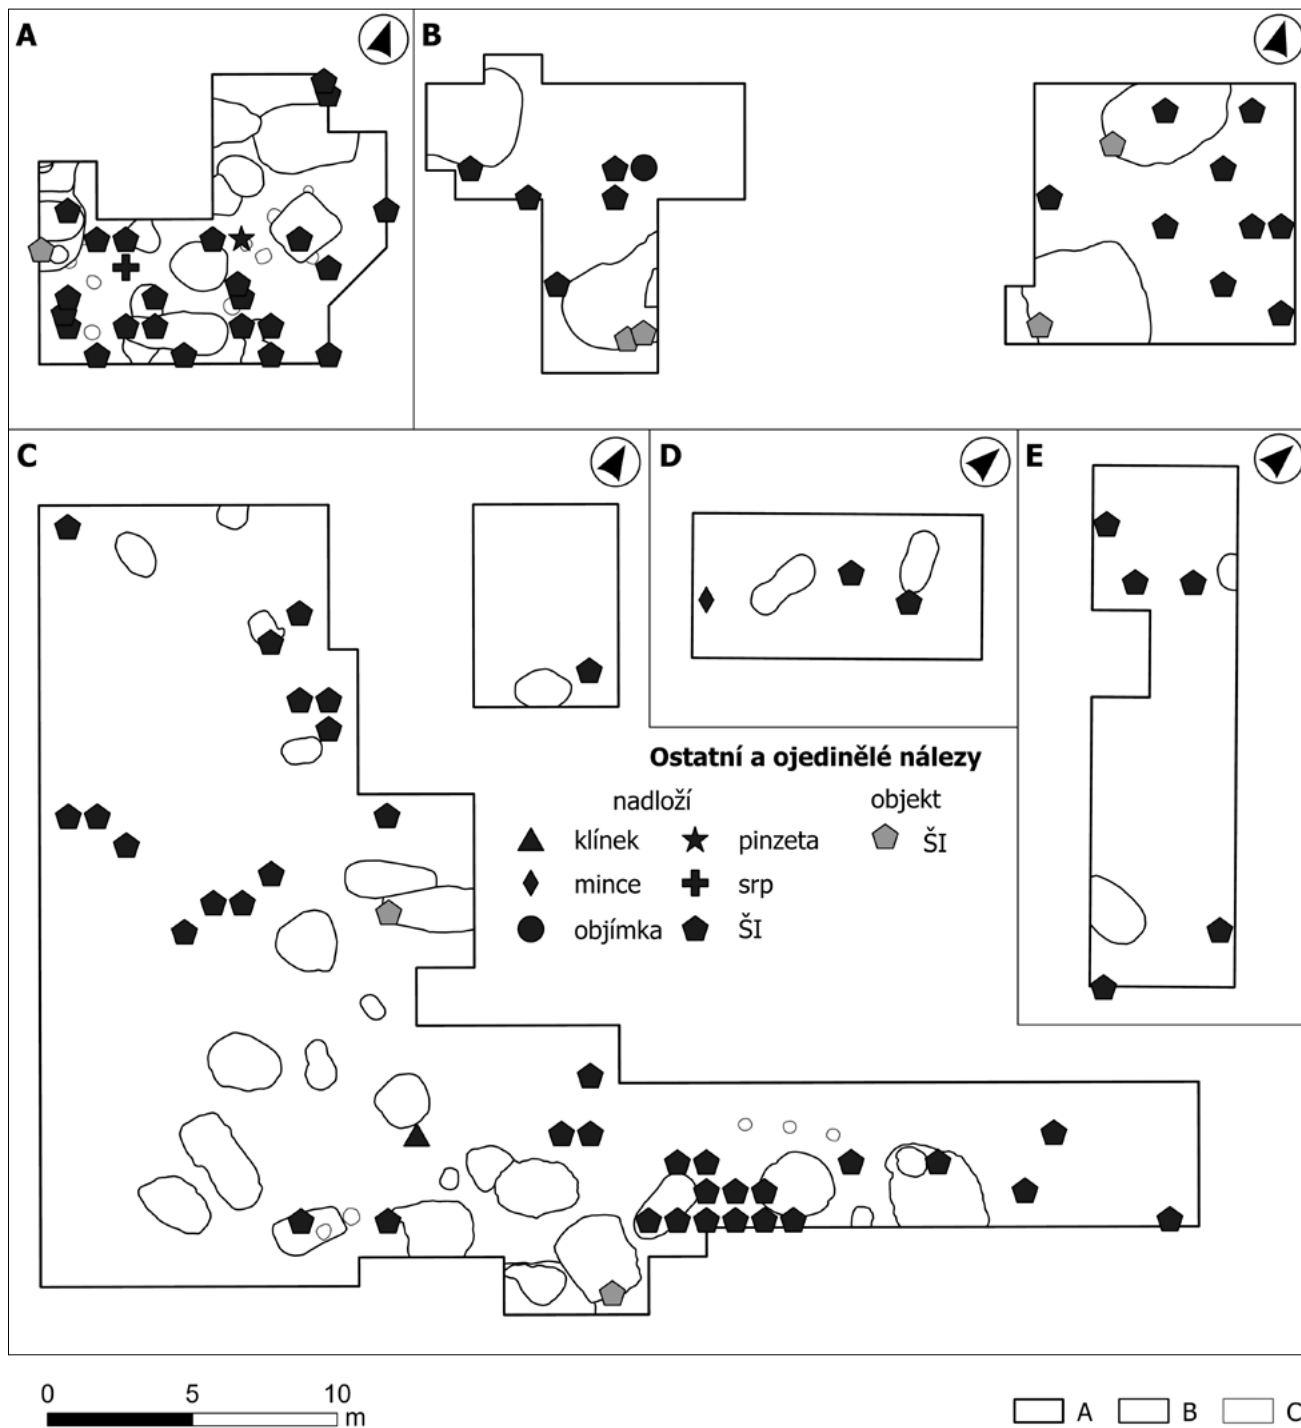 A
B
C
D
E
Ostatní a ojedinělé nálezy
nadloží objekt
klínek pinzeta ŠI
mince srp
objímka ŠI
0 5 10
m
A B C